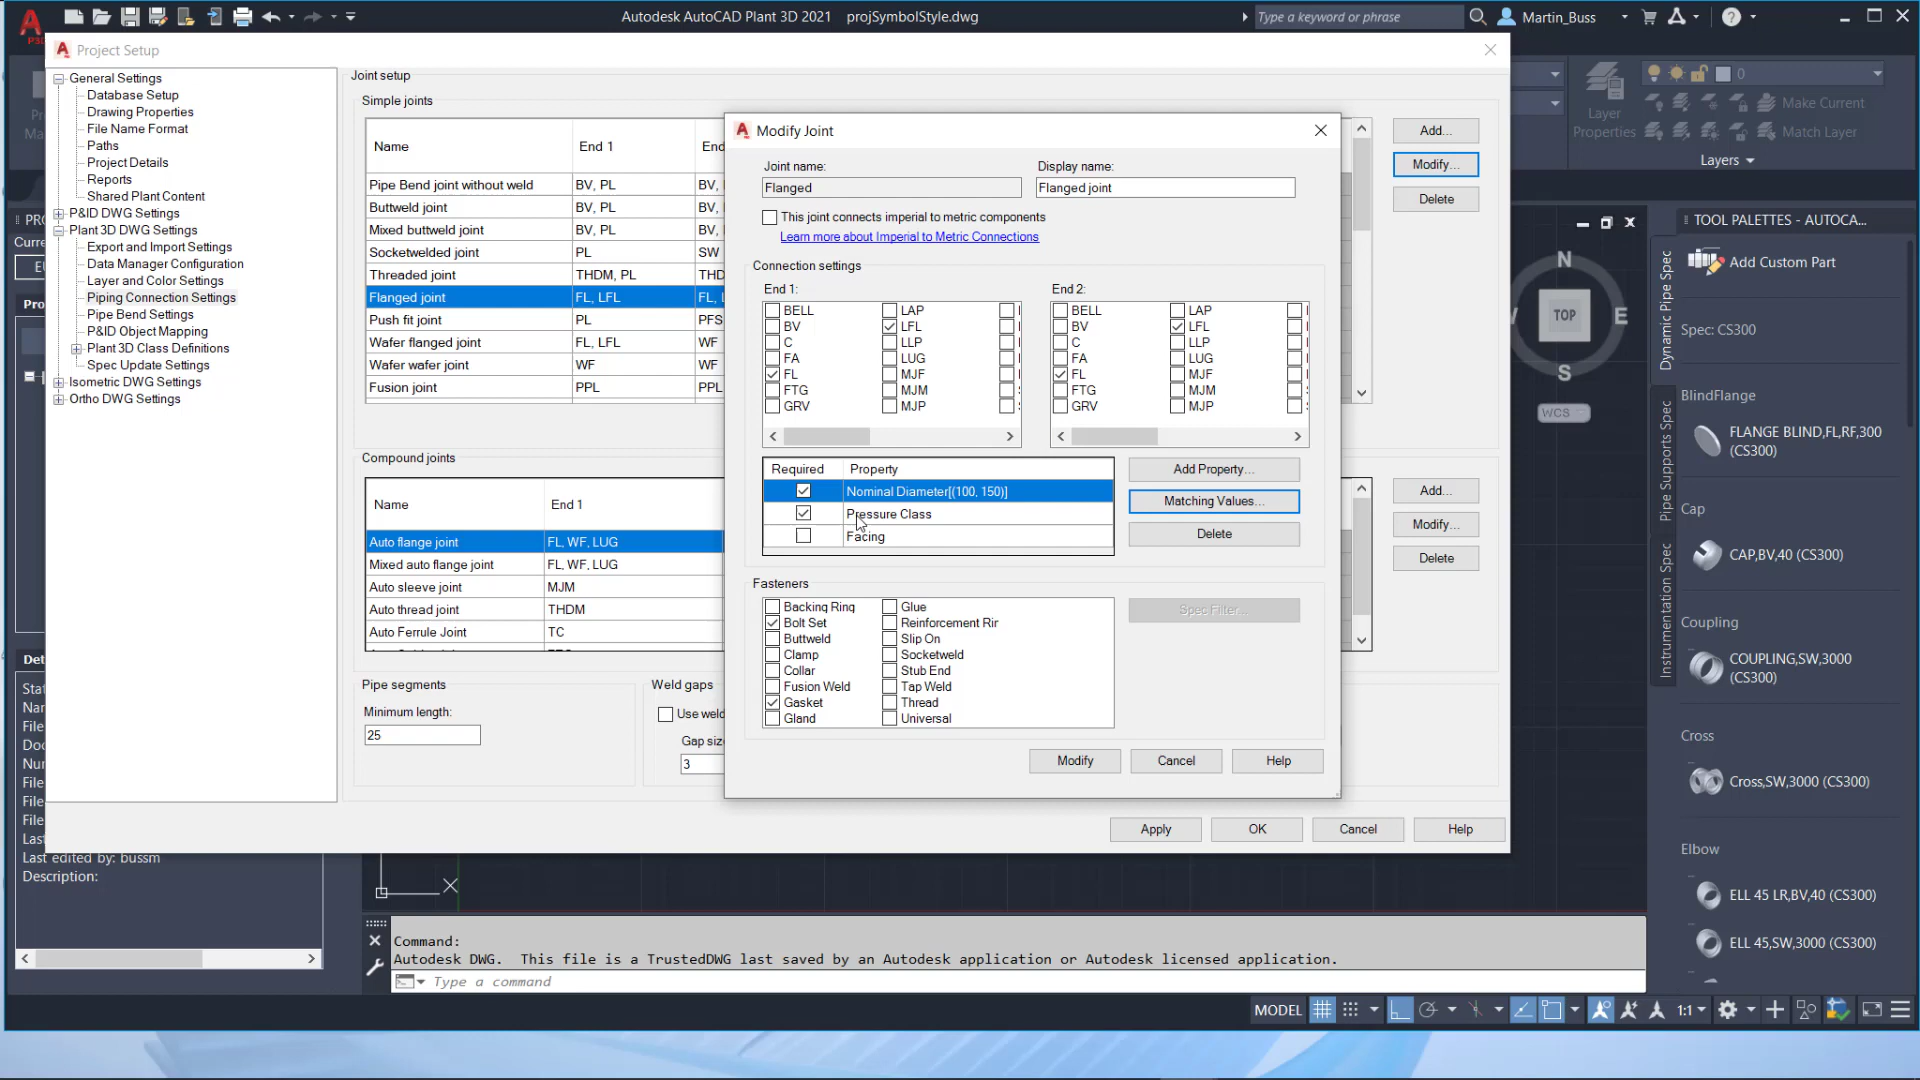 Autodesk AutoCAD Plant 3D 2021 projSymbolStyle.dwg
Type a keyword or phrase
Martin_Buss
Project Setup
General Settings
Database Setup
Drawing Properties
File Name Format
Paths
Project Details
Reports
Shared Plant Content
P&ID DWG Settings
Plant 3D DWG Settings
Export and Import Settings
Data Manager Configuration
Layer and Color Settings
Piping Connection Settings
Pipe Bend Settings
P&ID Object Mapping
Plant 3D Class Definitions
Spec Update Settings
Isometric DWG Settings
Ortho DWG Settings
Joint setup
Simple joints
Name End 1 End
Pipe Bend joint without weld BV, PL BV,
Buttweld joint BV, PL BV,
Mixed buttweld joint BV, PL BV,
Socketwelded joint PL SW
Threaded joint THDM, PL THD
Flanged joint FL, LFL FL, L
Push fit joint PL PFS
Wafer flanged joint FL, LFL WF
Wafer wafer joint WF WF
Fusion joint PPL PPL
Add...
Modify...
Delete
Compound joints
Name End 1
Auto flange joint FL, WF, LUG
Mixed auto flange joint FL, WF, LUG
Auto sleeve joint MJM
Auto thread joint THDM
Auto Ferrule Joint TC
Add...
Modify...
Delete
Pipe segments
Minimum length:
25
Weld gaps
Use weld
Gap size
3
Apply OK Cancel Help
Modify Joint
Joint name: Display name:
Flanged Flanged joint
This joint connects imperial to metric components
Learn more about Imperial to Metric Connections
Connection settings
End 1: End 2:
BELL LAP BELL LAP
BV LFL BV LFL
C LLP C LLP
FA LUG FA LUG
FL MJF FL MJF
FTG MJM FTG MJM
GRV MJP GRV MJP
Required Property
Nominal Diameter[(100, 150)]
Pressure Class
Facing
Add Property...
Matching Values...
Delete
Fasteners
Backing Ring Glue
Bolt Set Reinforcement Rir
Buttweld Slip On
Clamp Socketweld
Collar Stub End
Fusion Weld Tap Weld
Gasket Thread
Gland Universal
Spec Filter...
Modify Cancel Help
0
Make Current
Match Layer
Layer
Properties
Layers
TOOL PALETTES - AUTOCA...
Dynamic Pipe Spec
Pipe Supports Spec
Instrumentation Spec
Add Custom Part
Spec: CS300
BlindFlange
FLANGE BLIND,FL,RF,300
(CS300)
Cap
CAP,BV,40 (CS300)
Coupling
COUPLING,SW,3000
(CS300)
Cross
Cross,SW,3000 (CS300)
Elbow
ELL 45 LR,BV,40 (CS300)
ELL 45,SW,3000 (CS300)
N
TOP
E
S
WCS
Last edited by: bussm
Description:
Command:
Autodesk DWG. This file is a TrustedDWG last saved by an Autodesk application or Autodesk licensed application.
Type a command
MODEL
1:1